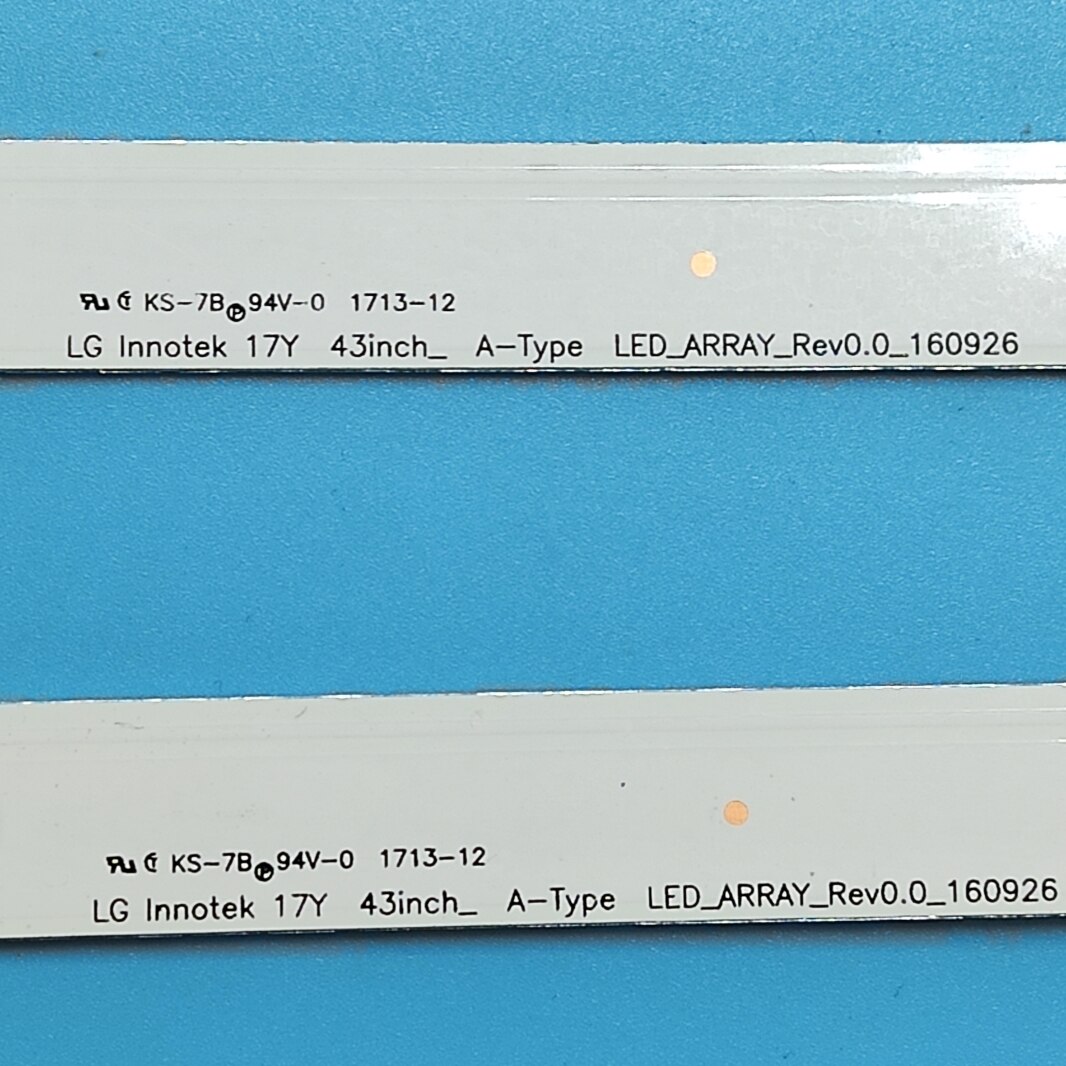 KS-7B 94V-0 1713-12
LG Innotek 17Y 43inch_ A-Type LED_ARRAY_Rev0.0_160926
KS-7B 94V-0 1713-12
LG Innotek 17Y 43inch_ A-Type LED_ARRAY_Rev0.0_160926